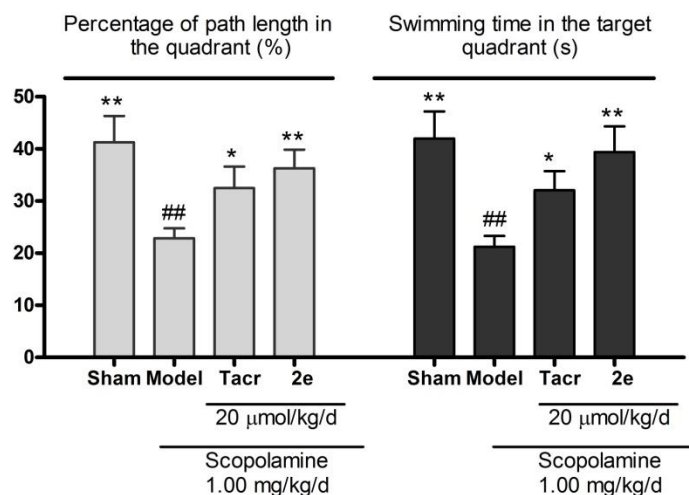 Percentage of path length in
the quadrant (%)
Swimming time in the target
quadrant (s)
50
40
30
20
10
0
**
##
*
**
**
##
*
**
Sham Model Tacr 2e
Sham Model Tacr 2e
20 μmol/kg/d
20 μmol/kg/d
Scopolamine
1.00 mg/kg/d
Scopolamine
1.00 mg/kg/d